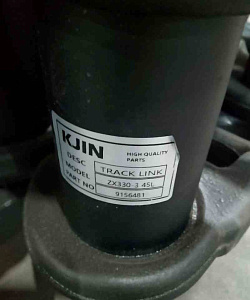 KJIN
HIGH QUALITY
PARTS
DESC TRACK LINK
MODEL ZX330-3 45L
PART NO 9156481